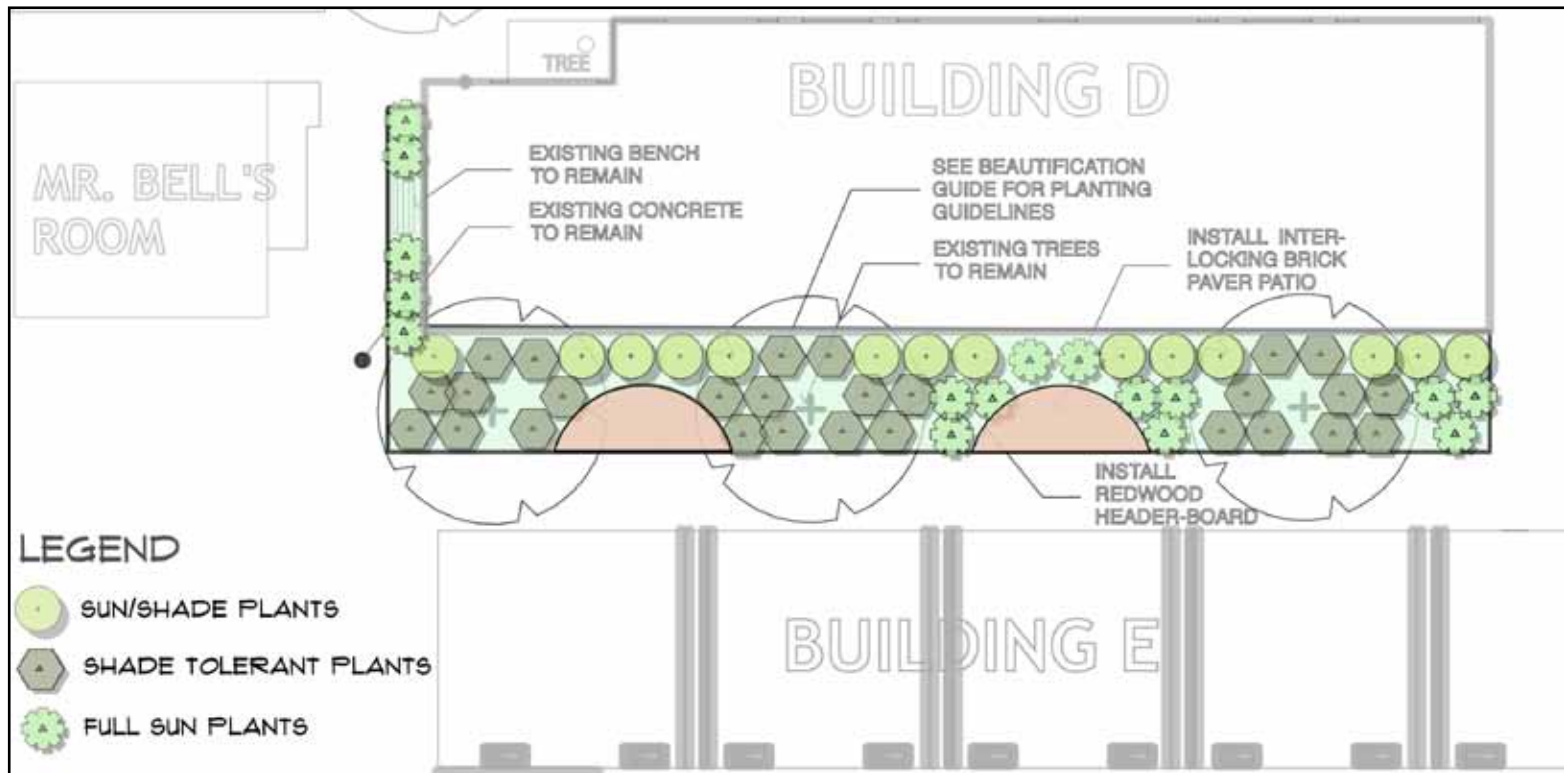 TREE
BUILDING D
MR. BELL'S
ROOM
EXISTING BENCH
TO REMAIN
EXISTING CONCRETE
TO REMAIN
SEE BEAUTIFICATION
GUIDE FOR PLANTING
GUIDELINES
EXISTING TREES
TO REMAIN
INSTALL INTER-
LOCKING BRICK
PAVER PATIO
INSTALL
REDWOOD
HEADER-BOARD
LEGEND
SUN/SHADE PLANTS
SHADE TOLERANT PLANTS
FULL SUN PLANTS
BUILDING E